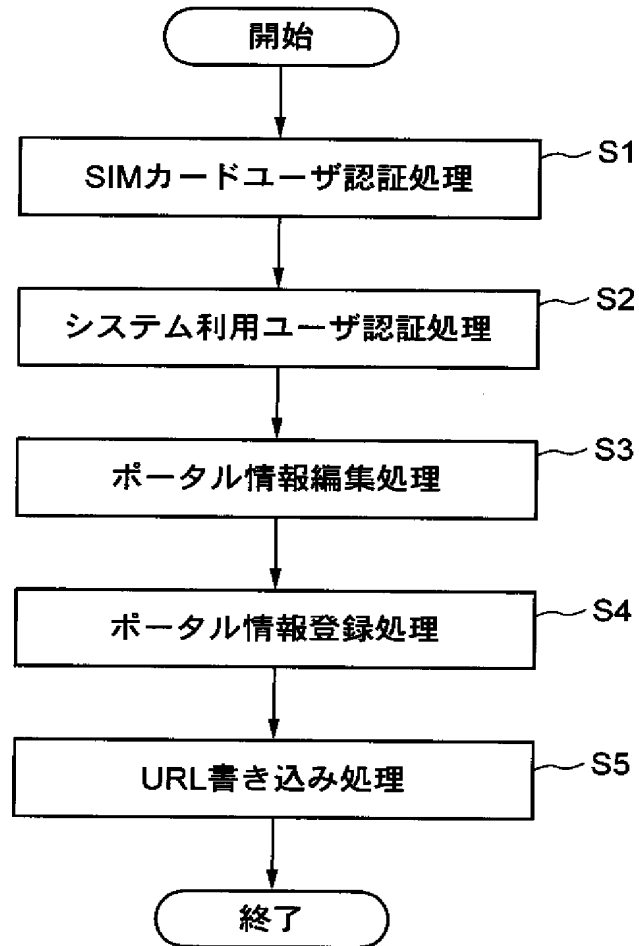 開始
SIMカードユーザ認証処理
S1
システム利用ユーザ認証処理
S2
ポータル情報編集処理
S3
ポータル情報登録処理
S4
URL書き込み処理
S5
終了